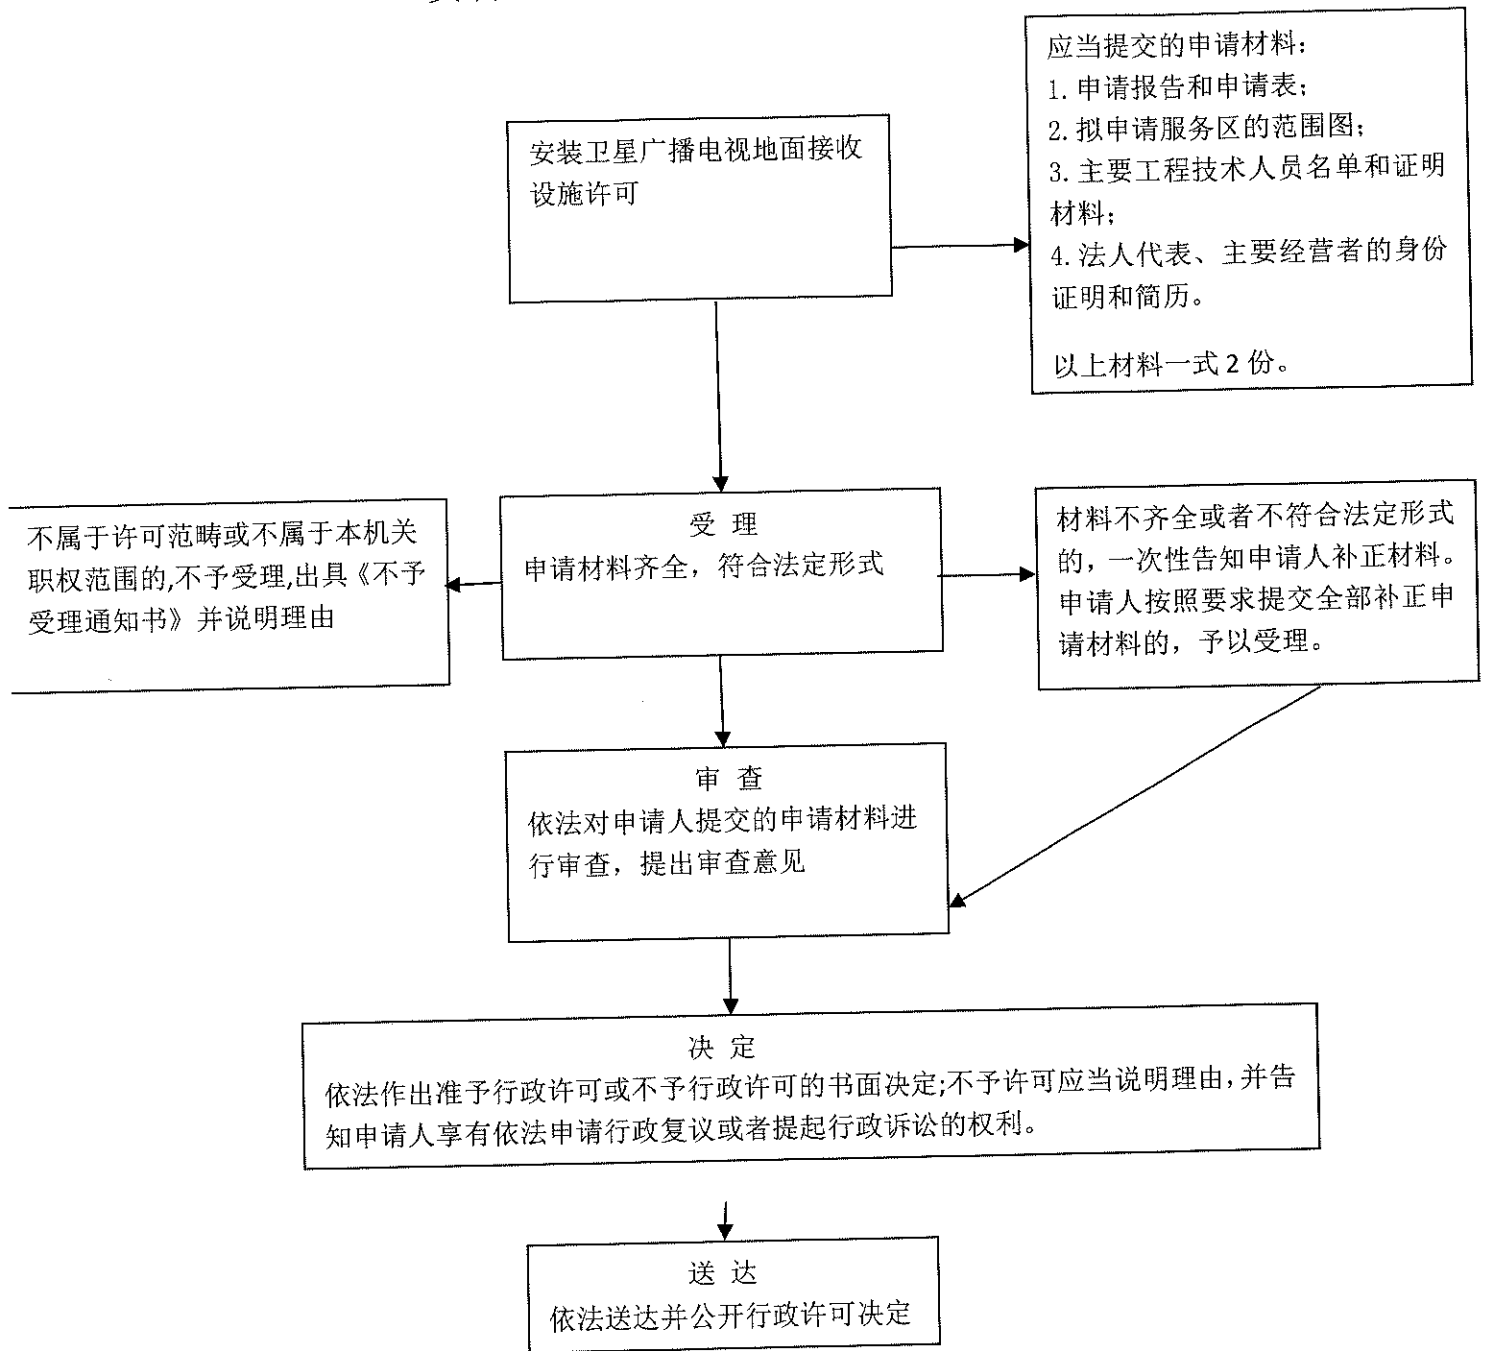 应当提交的申请材料：
1. 申请报告和申请表；
2. 拟申请服务区的范围图；
3. 主要工程技术人员名单和证明
材料；
4. 法人代表、主要经营者的身份
证明和简历。
以上材料一式 2 份。
安装卫星广播电视地面接收
设施许可
不属于许可范畴或不属于本机关
职权范围的,不予受理,出具《不予
受理通知书》并说明理由
受 理
申请材料齐全，符合法定形式
材料不齐全或者不符合法定形式
的，一次性告知申请人补正材料。
申请人按照要求提交全部补正申
请材料的，予以受理。
审 查
依法对申请人提交的申请材料进
行审查，提出审查意见
决 定
依法作出准予行政许可或不予行政许可的书面决定;不予许可应当说明理由,并告
知申请人享有依法申请行政复议或者提起行政诉讼的权利。
送 达
依法送达并公开行政许可决定